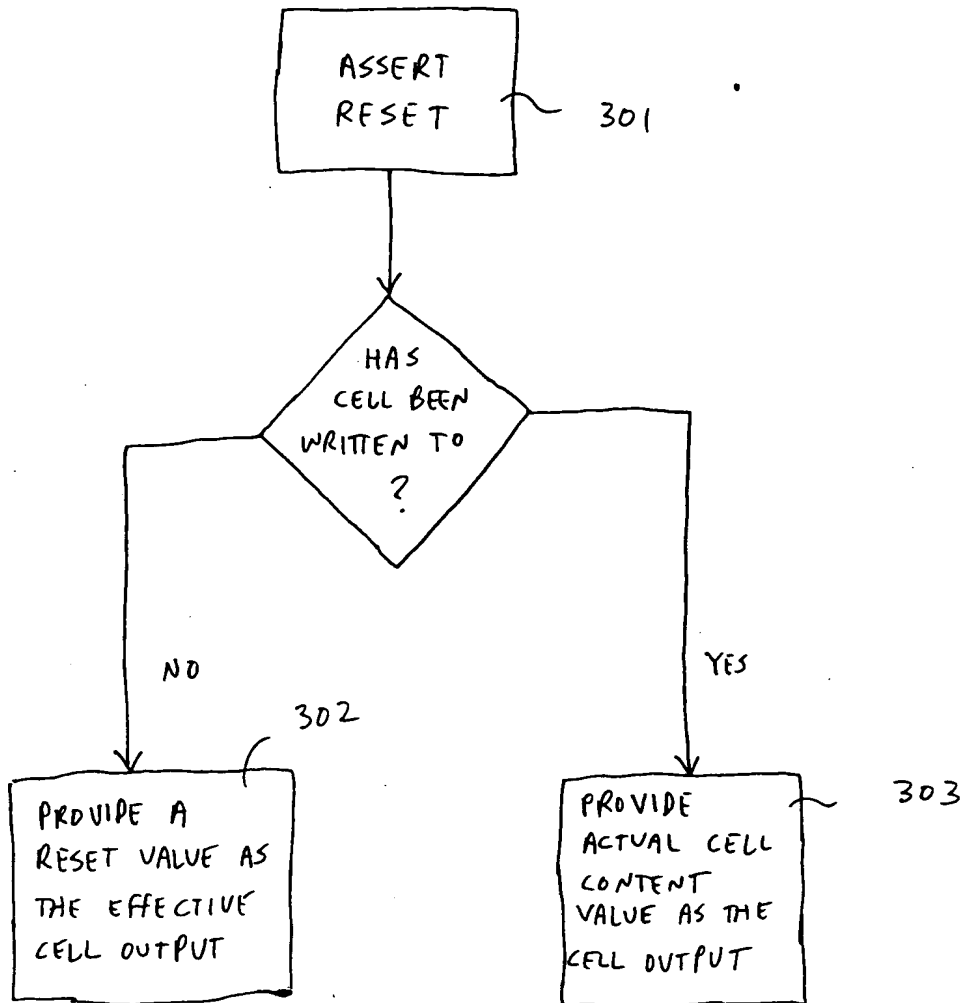 ASSERT
RESET
301
HAS
CELL BEEN
WRITTEN TO
?
NO
YES
302
PROVIDE A
RESET VALUE AS
THE EFFECTIVE
CELL OUTPUT
303
PROVIDE
ACTUAL CELL
CONTENT
VALUE AS THE
CELL OUTPUT